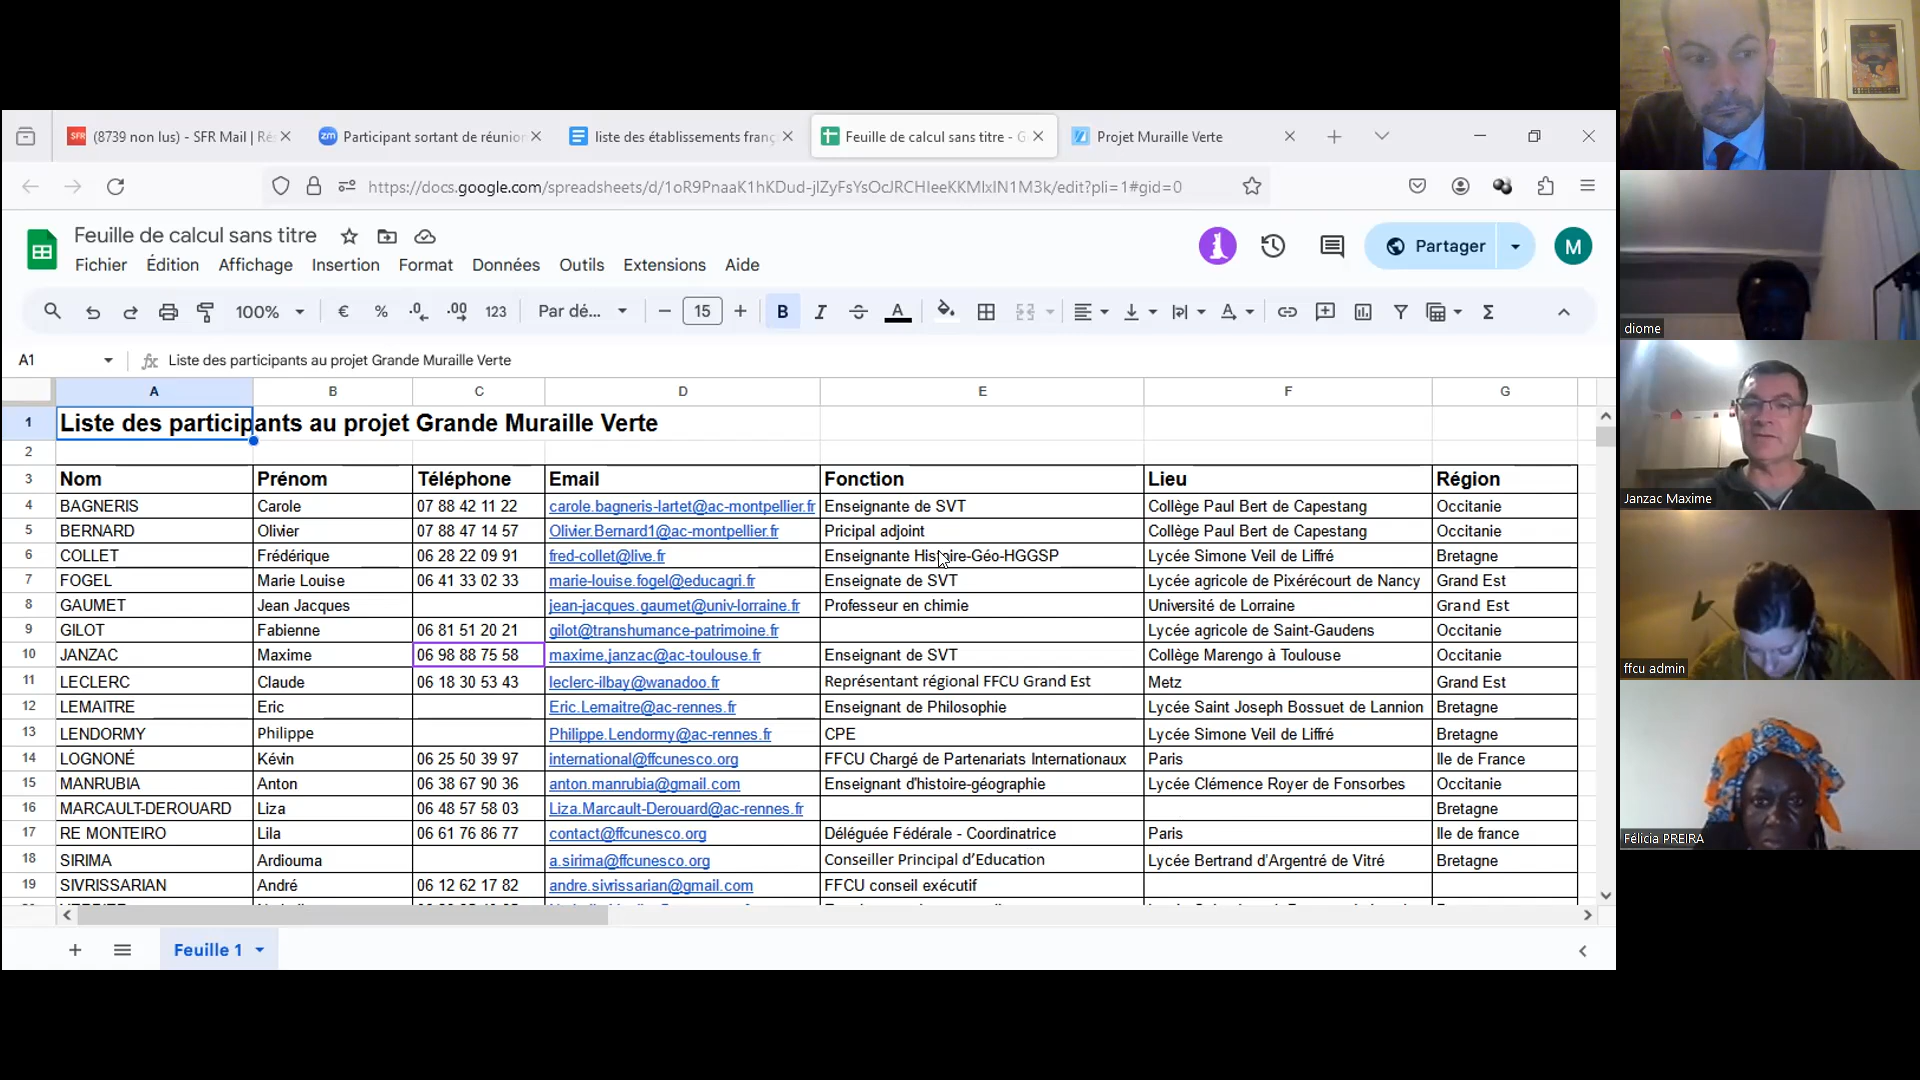 (8739 non lus) - SFR Mail | Ré
Participant sortant de réunion
liste des établissements franç
Feuille de calcul sans titre - G
Projet Muraille Verte
https://docs.google.com/spreadsheets/d/1oR9PnaaK1hKDud-jlZyFsYsOcJRCHIeeKKMlxIN1M3k/edit?pli=1#gid=0
Feuille de calcul sans titre
Partager
M
Fichier Édition Affichage Insertion Format Données Outils Extensions Aide
100% € % .0 .00 123 Par dé... 15 B I A
A1 fx Liste des participants au projet Grande Muraille Verte
A B C D E F G
1 Liste des participants au projet Grande Muraille Verte
2
3 Nom Prénom Téléphone Email Fonction Lieu Région
4 BAGNERIS Carole 07 88 42 11 22 carole.bagneris-lartet@ac-montpellier.fr Enseignante de SVT Collège Paul Bert de Capestang Occitanie
5 BERNARD Olivier 07 88 47 14 57 Olivier.Bernard1@ac-montpellier.fr Pricipal adjoint Collège Paul Bert de Capestang Occitanie
6 COLLET Frédérique 06 28 22 09 91 fred-collet@live.fr Enseignante Histoire-Géo-HGGSP Lycée Simone Veil de Liffré Bretagne
7 FOGEL Marie Louise 06 41 33 02 33 marie-louise.fogel@educagri.fr Enseignate de SVT Lycée agricole de Pixérécourt de Nancy Grand Est
8 GAUMET Jean Jacques jean-jacques.gaumet@univ-lorraine.fr Professeur en chimie Université de Lorraine Grand Est
9 GILOT Fabienne 06 81 51 20 21 gilot@transhumance-patrimoine.fr Lycée agricole de Saint-Gaudens Occitanie
10 JANZAC Maxime 06 98 88 75 58 maxime.janzac@ac-toulouse.fr Enseignant de SVT Collège Marengo à Toulouse Occitanie
11 LECLERC Claude 06 18 30 53 43 leclerc-ilbay@wanadoo.fr Représentant régional FFCU Grand Est Metz Grand Est
12 LEMAITRE Eric Eric.Lemaitre@ac-rennes.fr Enseignant de Philosophie Lycée Saint Joseph Bossuet de Lannion Bretagne
13 LENDORMY Philippe Philippe.Lendormy@ac-rennes.fr CPE Lycée Simone Veil de Liffré Bretagne
14 LOGNONÉ Kévin 06 25 50 39 97 international@ffcunesco.org FFCU Chargé de Partenariats Internationaux Paris Ile de France
15 MANRUBIA Anton 06 38 67 90 36 anton.manrubia@gmail.com Enseignant d'histoire-géographie Lycée Clémence Royer de Fonsorbes Occitanie
16 MARCAULT-DEROUARD Liza 06 48 57 58 03 Liza.Marcault-Derouard@ac-rennes.fr Bretagne
17 RE MONTEIRO Lila 06 61 76 86 77 contact@ffcunesco.org Déléguée Fédérale - Coordinatrice Paris Ile de france
18 SIRIMA Ardiouma a.sirima@ffcunesco.org Conseiller Principal d'Education Lycée Bertrand d'Argentré de Vitré Bretagne
19 SIVRISSARIAN André 06 12 62 17 82 andre.sivrissarian@gmail.com FFCU conseil exécutif
Feuille 1
diome
Janzac Maxime
ffcu admin
Félicia PREIRA